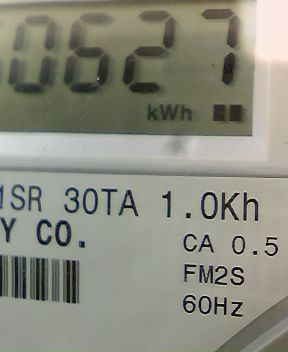 0627
kWh
1SR 30TA 1.0Kh
Y CO.
CA 0.5
FM2S
60Hz